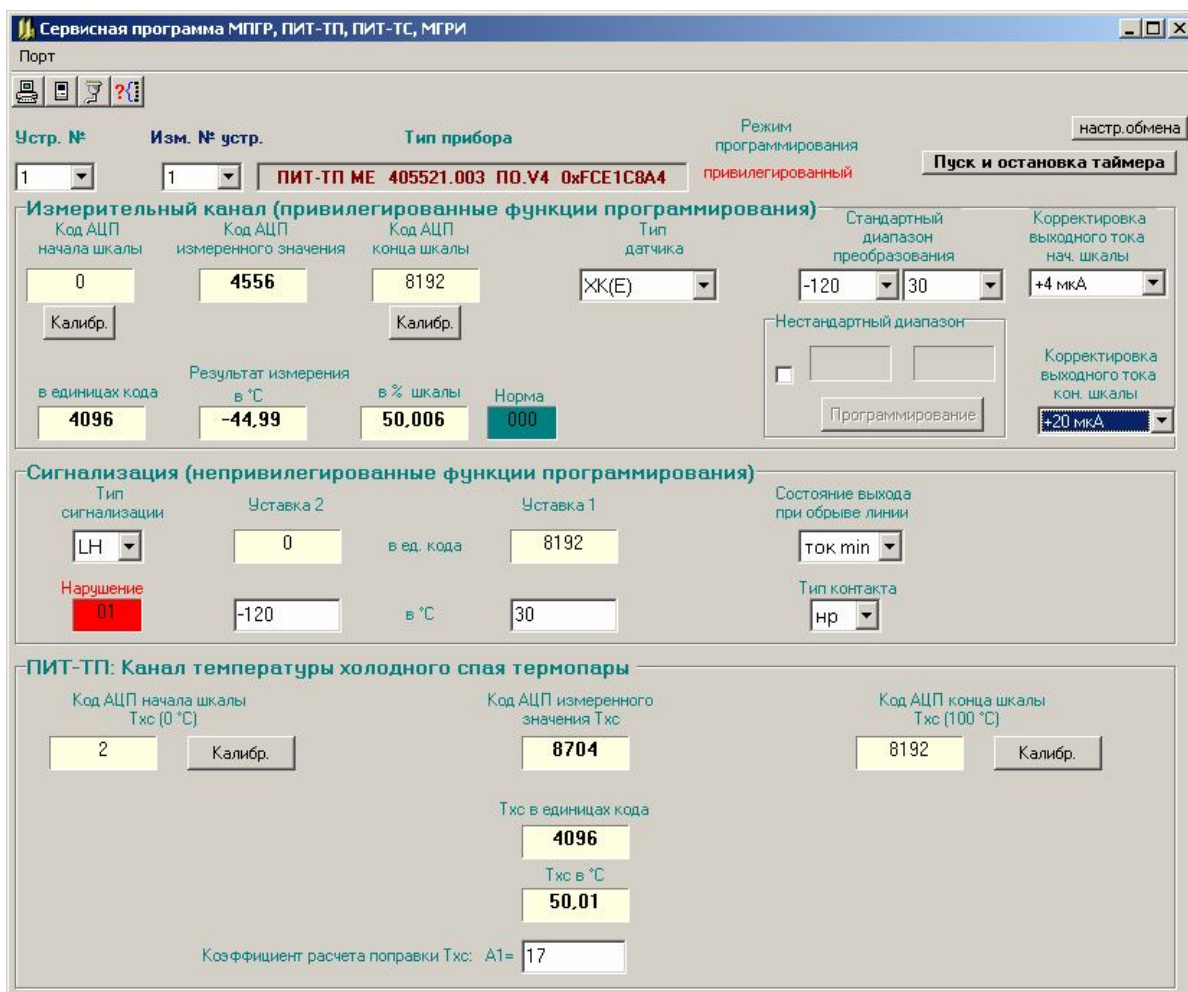 Сервисная программа МПГР, ПИТ-ТП, ПИТ-ТС, МГРИ
Порт
Устр. №
Изм. № устр.
Тип прибора
Режим
программирования
настр.обмена
1
1
ПИТ-ТП МЕ 405521.003 ПО.V4 0xFCE1C8A4
привилегированный
Пуск и остановка таймера
Измерительный канал (привилегированные функции программирования)
Код АЦП
начала шкалы
Код АЦП
измеренного значения
Код АЦП
конца шкалы
Тип
датчика
Стандартный
диапазон
преобразования
Корректировка
выходного тока
нач. шкалы
0
4556
8192
ХК(Е)
-120
30
+4 мкА
Калибр.
Калибр.
Нестандартный диапазон
Программирование
Корректировка
выходного тока
кон. шкалы
+20 мкА
в единицах кода
Результат измерения
в °С
в % шкалы
Норма
4096
-44,99
50,006
000
Сигнализация (непривилегированные функции программирования)
Тип
сигнализации
Уставка 2
Уставка 1
Состояние выхода
при обрыве линии
LH
0
в ед. кода
8192
ток min
Нарушение
01
-120
в °С
30
Тип контакта
нр
ПИТ-ТП: Канал температуры холодного спая термопары
Код АЦП начала шкалы
Тхс (0 °С)
Код АЦП измеренного
значения Тхс
Код АЦП конца шкалы
Тхс (100 °С)
2
Калибр.
8704
8192
Калибр.
Тхс в единицах кода
4096
Тхс в °С
50,01
Коэффициент расчета поправки Тхс: А1=
17